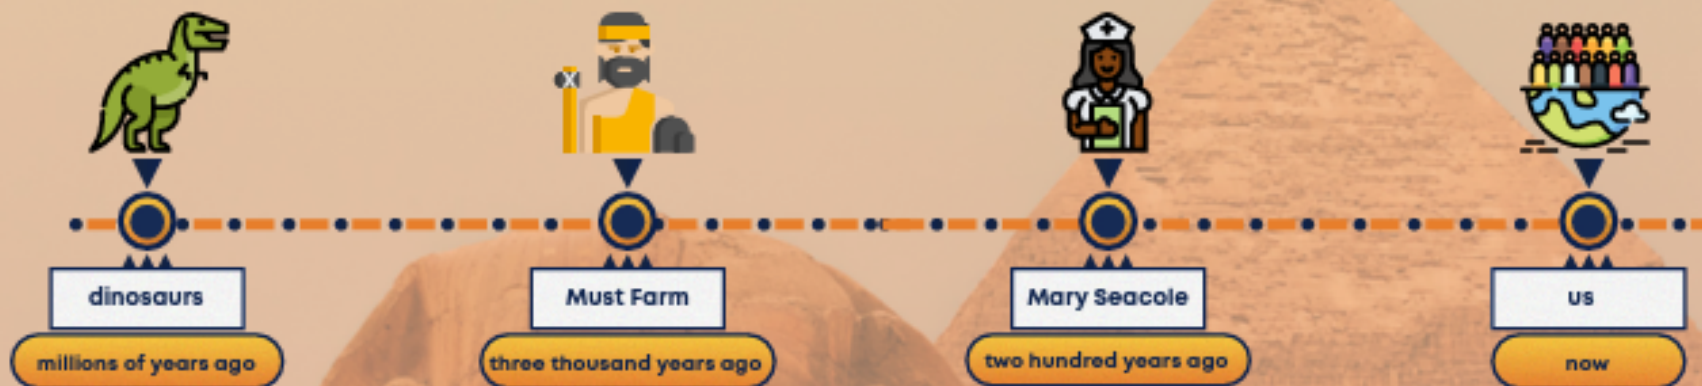 dinosaurs
millions of years ago
Must Farm
three thousand years ago
Mary Seacole
two hundred years ago
us
now